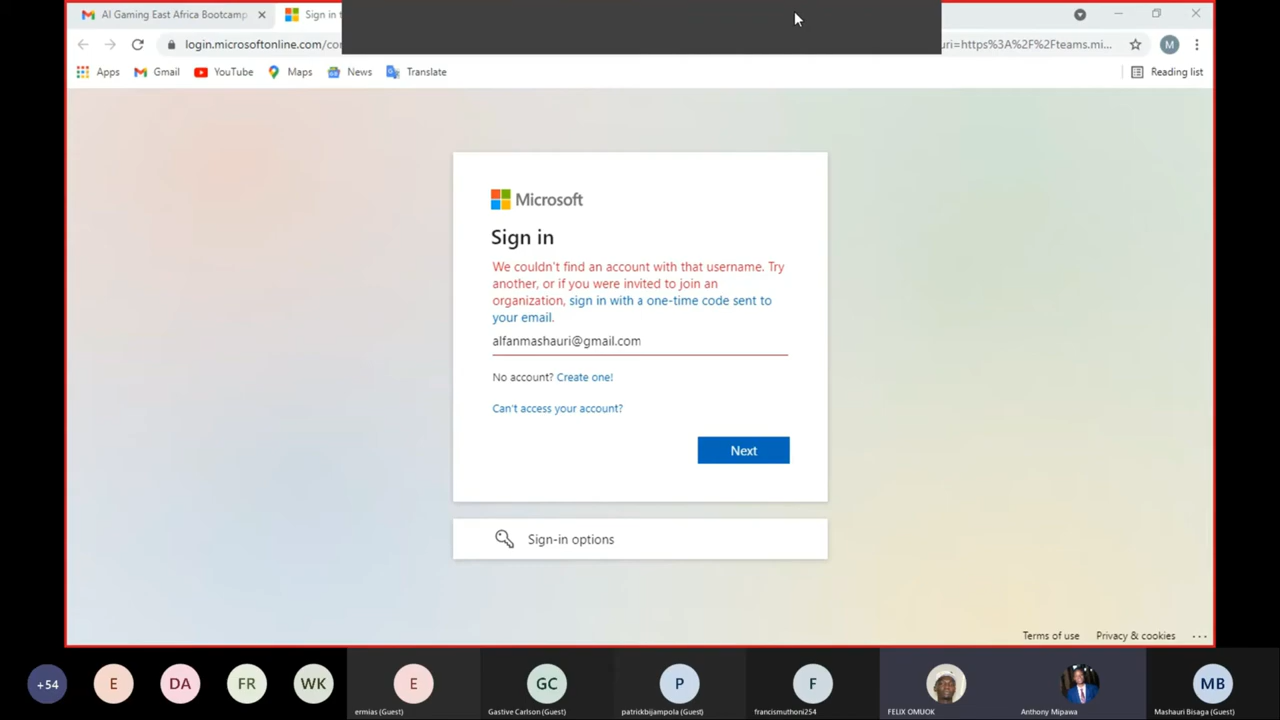 AI Gaming East Africa Bootcamp
Sign in t
login.microsoftonline.com/co
uri=https%3A%2F%2Fteams.mi...
M
Apps
Gmail
YouTube
Maps
News
Translate
Reading list
Microsoft
Sign in
We couldn't find an account with that username. Try
another, or if you were invited to join an
organization, sign in with a one-time code sent to
your email.
alfanmashauri@gmail.com
No account? Create one!
Can't access your account?
Next
Sign-in options
Terms of use
Privacy & cookies
...
+54
E
DA
FR
WK
E
GC
P
F
MB
ermias (Guest)
Gastive Carlson (Guest)
patrickbijampola (Guest)
francismuthoni254
FELIX OMUOK
Anthony Mipawa
Mashauri Bisaga (Guest)